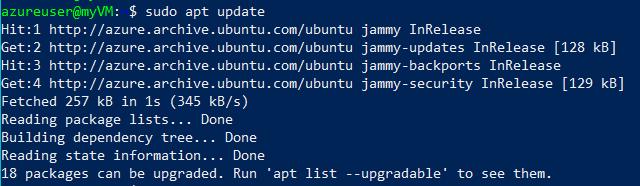 azureuser@myVM:~$ sudo apt update
Hit:1 http://azure.archive.ubuntu.com/ubuntu jammy InRelease
Get:2 http://azure.archive.ubuntu.com/ubuntu jammy-updates InRelease [128 kB]
Hit:3 http://azure.archive.ubuntu.com/ubuntu jammy-backports InRelease
Get:4 http://azure.archive.ubuntu.com/ubuntu jammy-security InRelease [129 kB]
Fetched 257 kB in 1s (345 kB/s)
Reading package lists... Done
Building dependency tree... Done
Reading state information... Done
18 packages can be upgraded. Run 'apt list --upgradable' to see them.